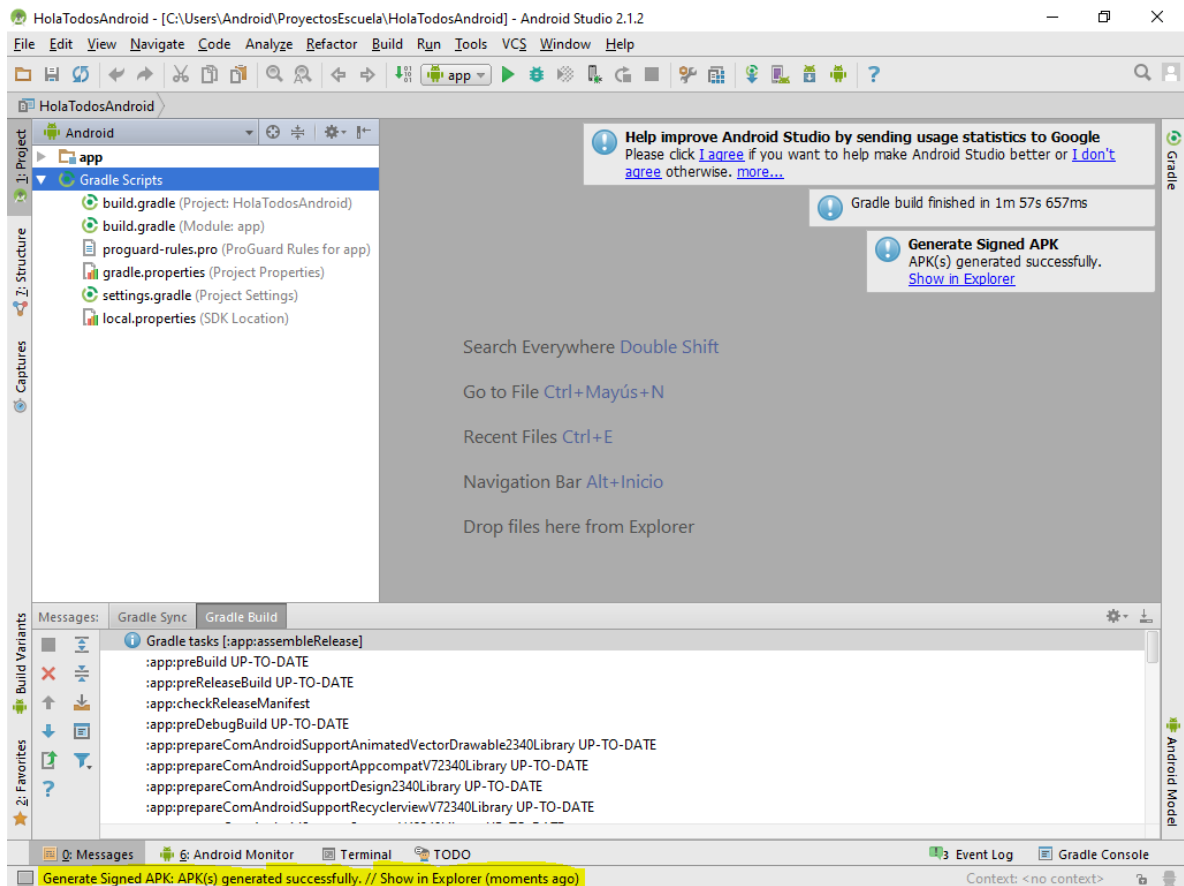 HolaTodosAndroid - [C:\Users\Android\ProyectosEscuela\HolaTodosAndroid] - Android Studio 2.1.2
File Edit View Navigate Code Analyze Refactor Build Run Tools VCS Window Help
app
HolaTodosAndroid
1: Project
7: Structure
Captures
Build Variants
2: Favorites
Android
app
Gradle Scripts
build.gradle (Project: HolaTodosAndroid)
build.gradle (Module: app)
proguard-rules.pro (ProGuard Rules for app)
gradle.properties (Project Properties)
settings.gradle (Project Settings)
local.properties (SDK Location)
Help improve Android Studio by sending usage statistics to Google
Please click I agree if you want to help make Android Studio better or I don't
agree otherwise. more...
Gradle build finished in 1m 57s 657ms
Generate Signed APK
APK(s) generated successfully.
Show in Explorer
Search Everywhere Double Shift
Go to File Ctrl+Mayús+N
Recent Files Ctrl+E
Navigation Bar Alt+Inicio
Drop files here from Explorer
Gradle
Android Model
Messages: Gradle Sync Gradle Build
Gradle tasks [:app:assembleRelease]
:app:preBuild UP-TO-DATE
:app:preReleaseBuild UP-TO-DATE
:app:checkReleaseManifest
:app:preDebugBuild UP-TO-DATE
:app:prepareComAndroidSupportAnimatedVectorDrawable2340Library UP-TO-DATE
:app:prepareComAndroidSupportAppcompatV72340Library UP-TO-DATE
:app:prepareComAndroidSupportDesign2340Library UP-TO-DATE
:app:prepareComAndroidSupportRecyclerviewV72340Library UP-TO-DATE
0: Messages 6: Android Monitor Terminal TODO 3 Event Log Gradle Console
Generate Signed APK: APK(s) generated successfully. // Show in Explorer (moments ago) Context: <no context>